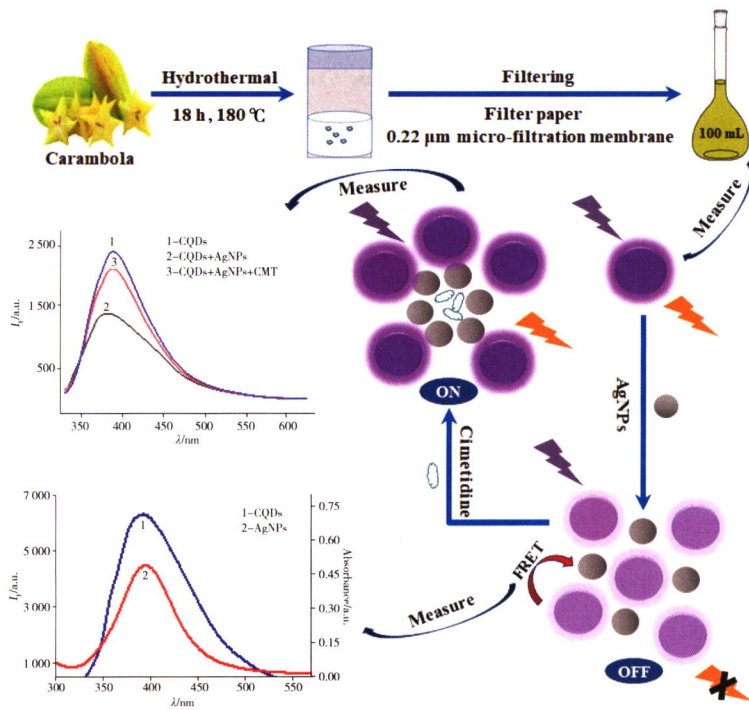 Hydrothermal
18 h, 180 ℃
Carambola
Filtering
Filter paper
0.22 μm micro-filtration membrane
100 mL
Measure
Measure
2 500
1 500
500
If/a.u.
1
3
2
1-CQDs
2-CQDs+AgNPs
3-CQDs+AgNPs+CMT
350
400
450
500
550
600
λ/nm
ON
AgNPs
Cimetidine
FRET
Measure
OFF
7 000
5 000
3 000
1 000
If/a.u.
1
2
1-CQDs
2-AgNPs
0.75
0.60
0.45
0.30
0.15
0.00
Absorbance/a.u.
300
350
400
450
500
550
λ/nm